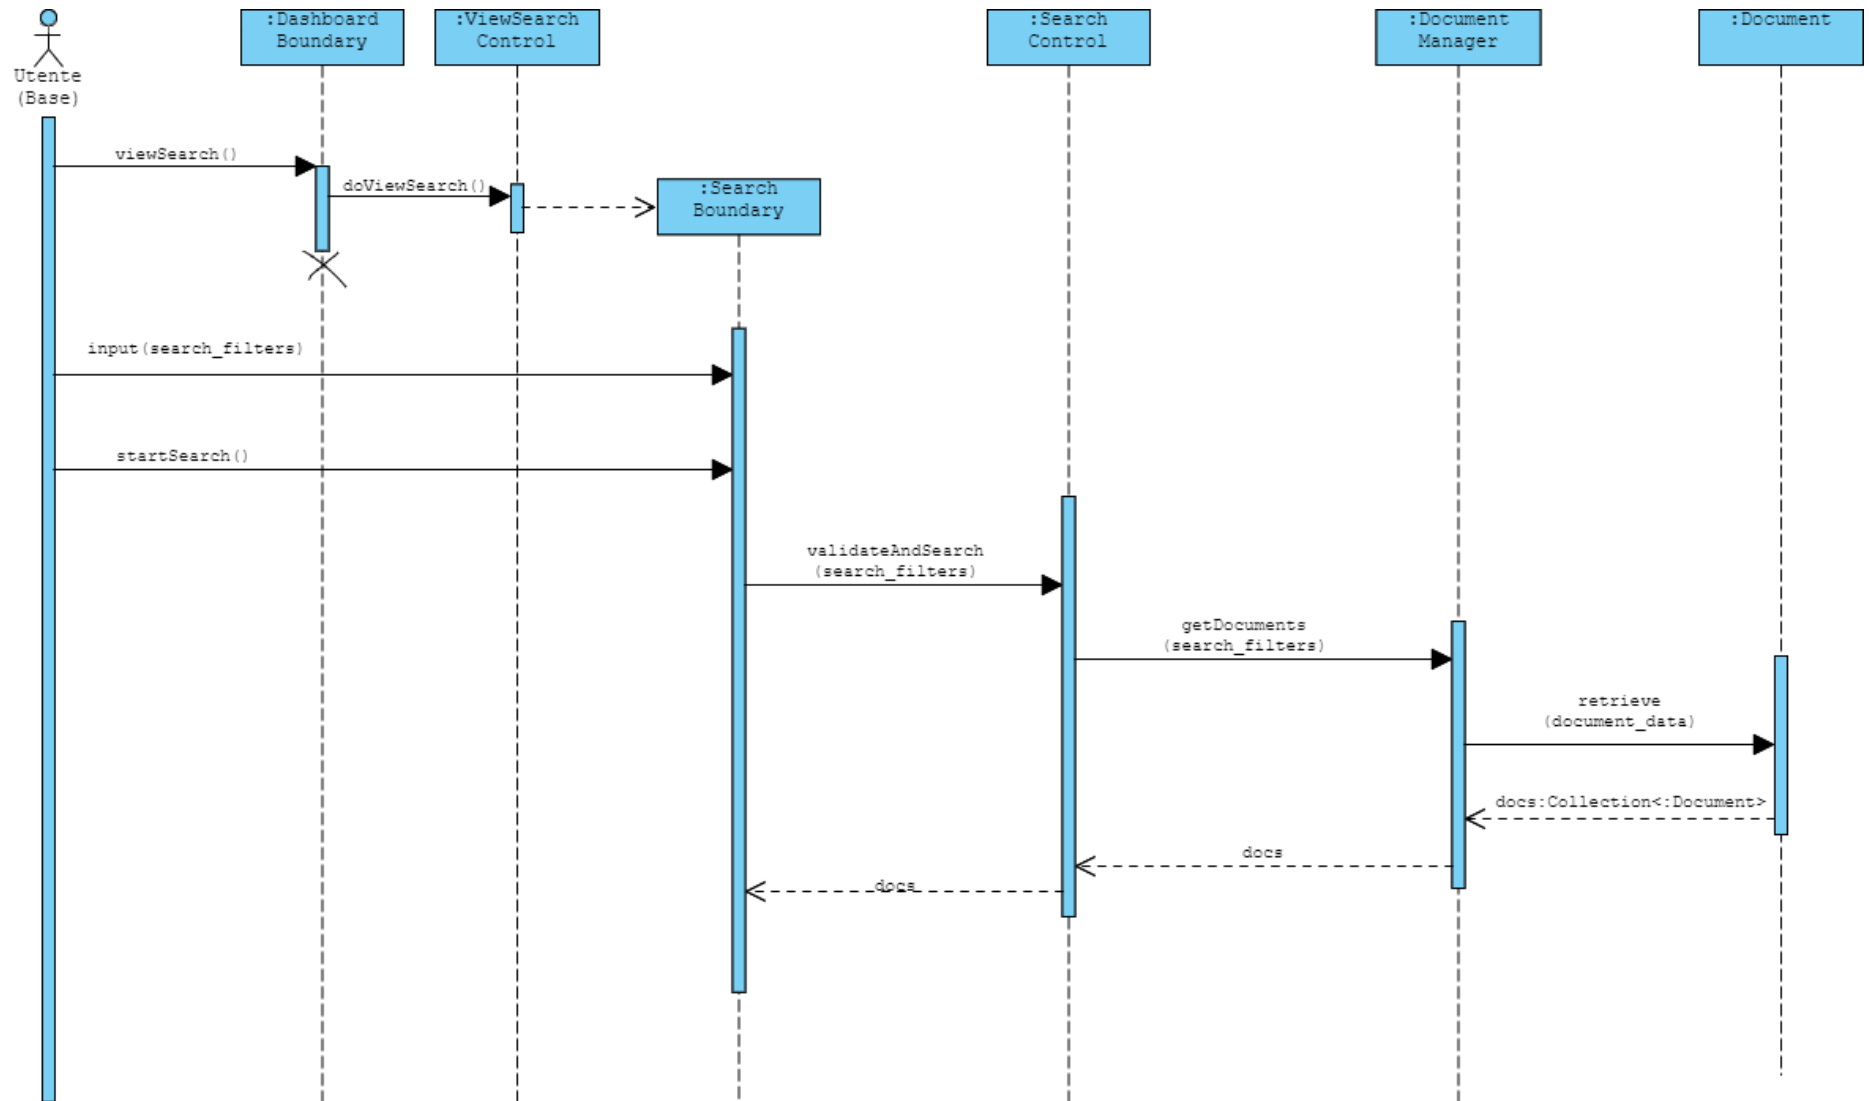 :Dashboard
Boundary
:ViewSearch
Control
:Search
Control
:Document
Manager
:Document
Utente
(Base)
viewSearch()
doViewSearch()
:Search
Boundary
input(search_filters)
startSearch()
validateAndSearch
(search_filters)
getDocuments
(search_filters)
retrieve
(document_data)
docs:Collection<:Document>
docs
docs